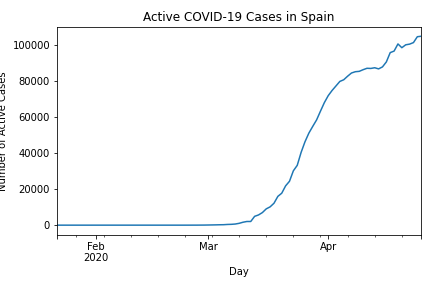 Active COVID-19 Cases in Spain
100000
80000
60000
40000
20000
0
Number of Active Cases
Feb
2020
Mar
Apr
Day